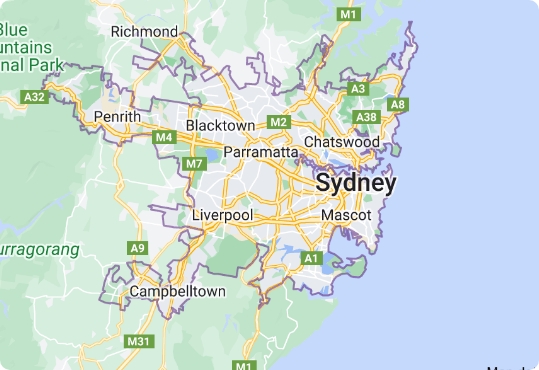 M1
Richmond
Blue
untains
nal Park
A32
A3
A8
Penrith
A38
Blacktown
M2
M4
Chatswood
Parramatta
M7
Sydney
Liverpool
Mascot
urragorang
A9
A1
Campbelltown
M31
M1